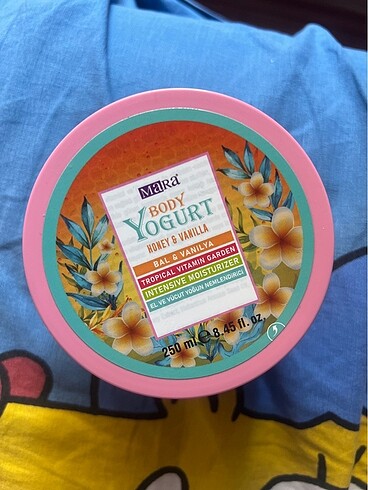 MaRa
BODY
YOGURT
HONEY & VANILLA
BAL & VANİLYA
TROPICAL VITAMIN GARDEN
INTENSIVE MOISTURIZER
EL VE VÜCUT YOĞUN NEMLENDİRİCİ
250 ml ℮ 8.45 fl. oz.